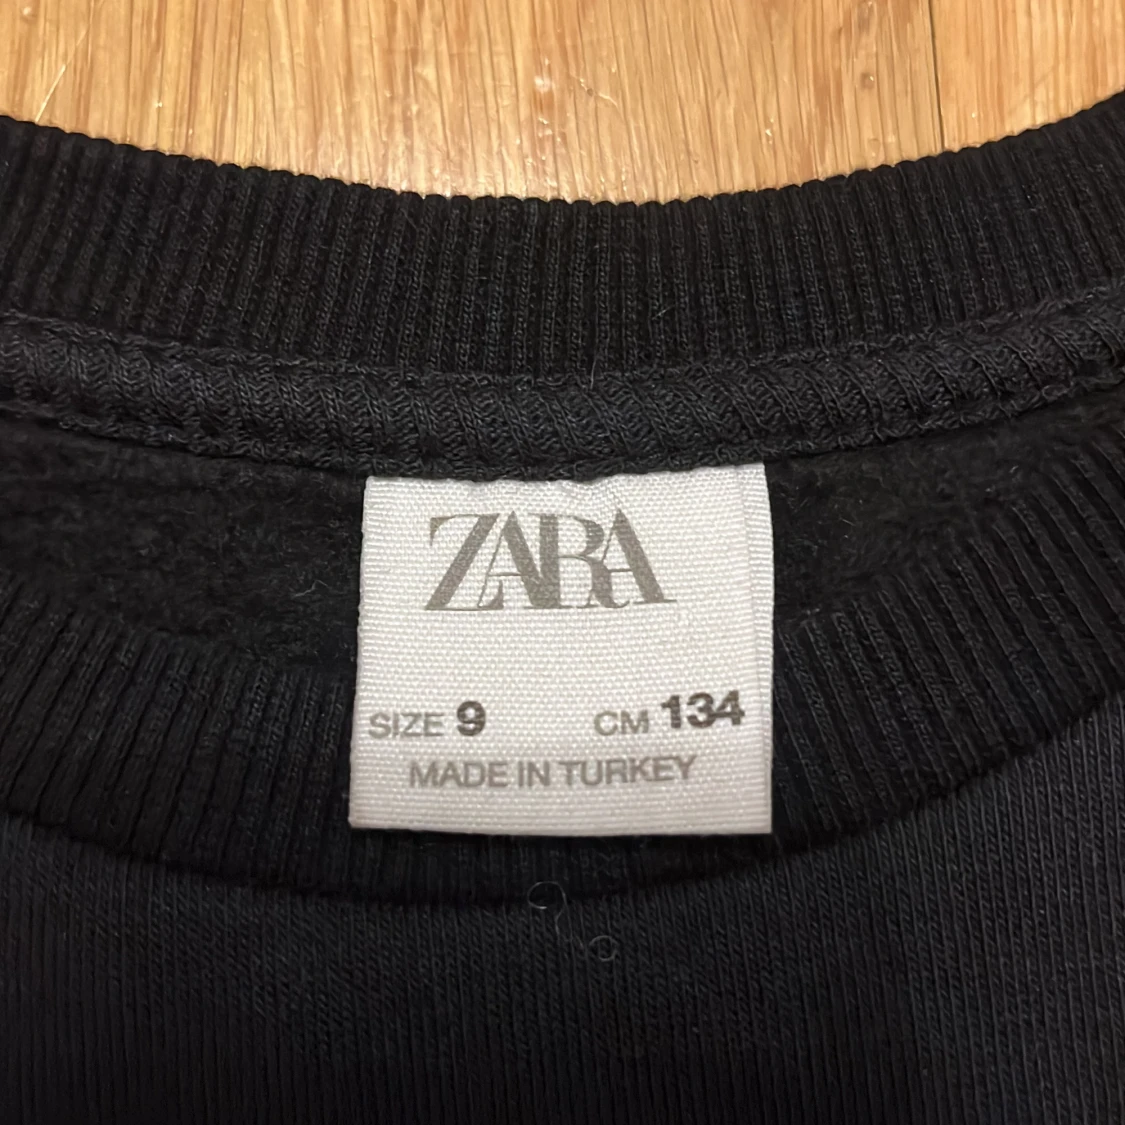 ZARA
SIZE 9 CM 134
MADE IN TURKEY